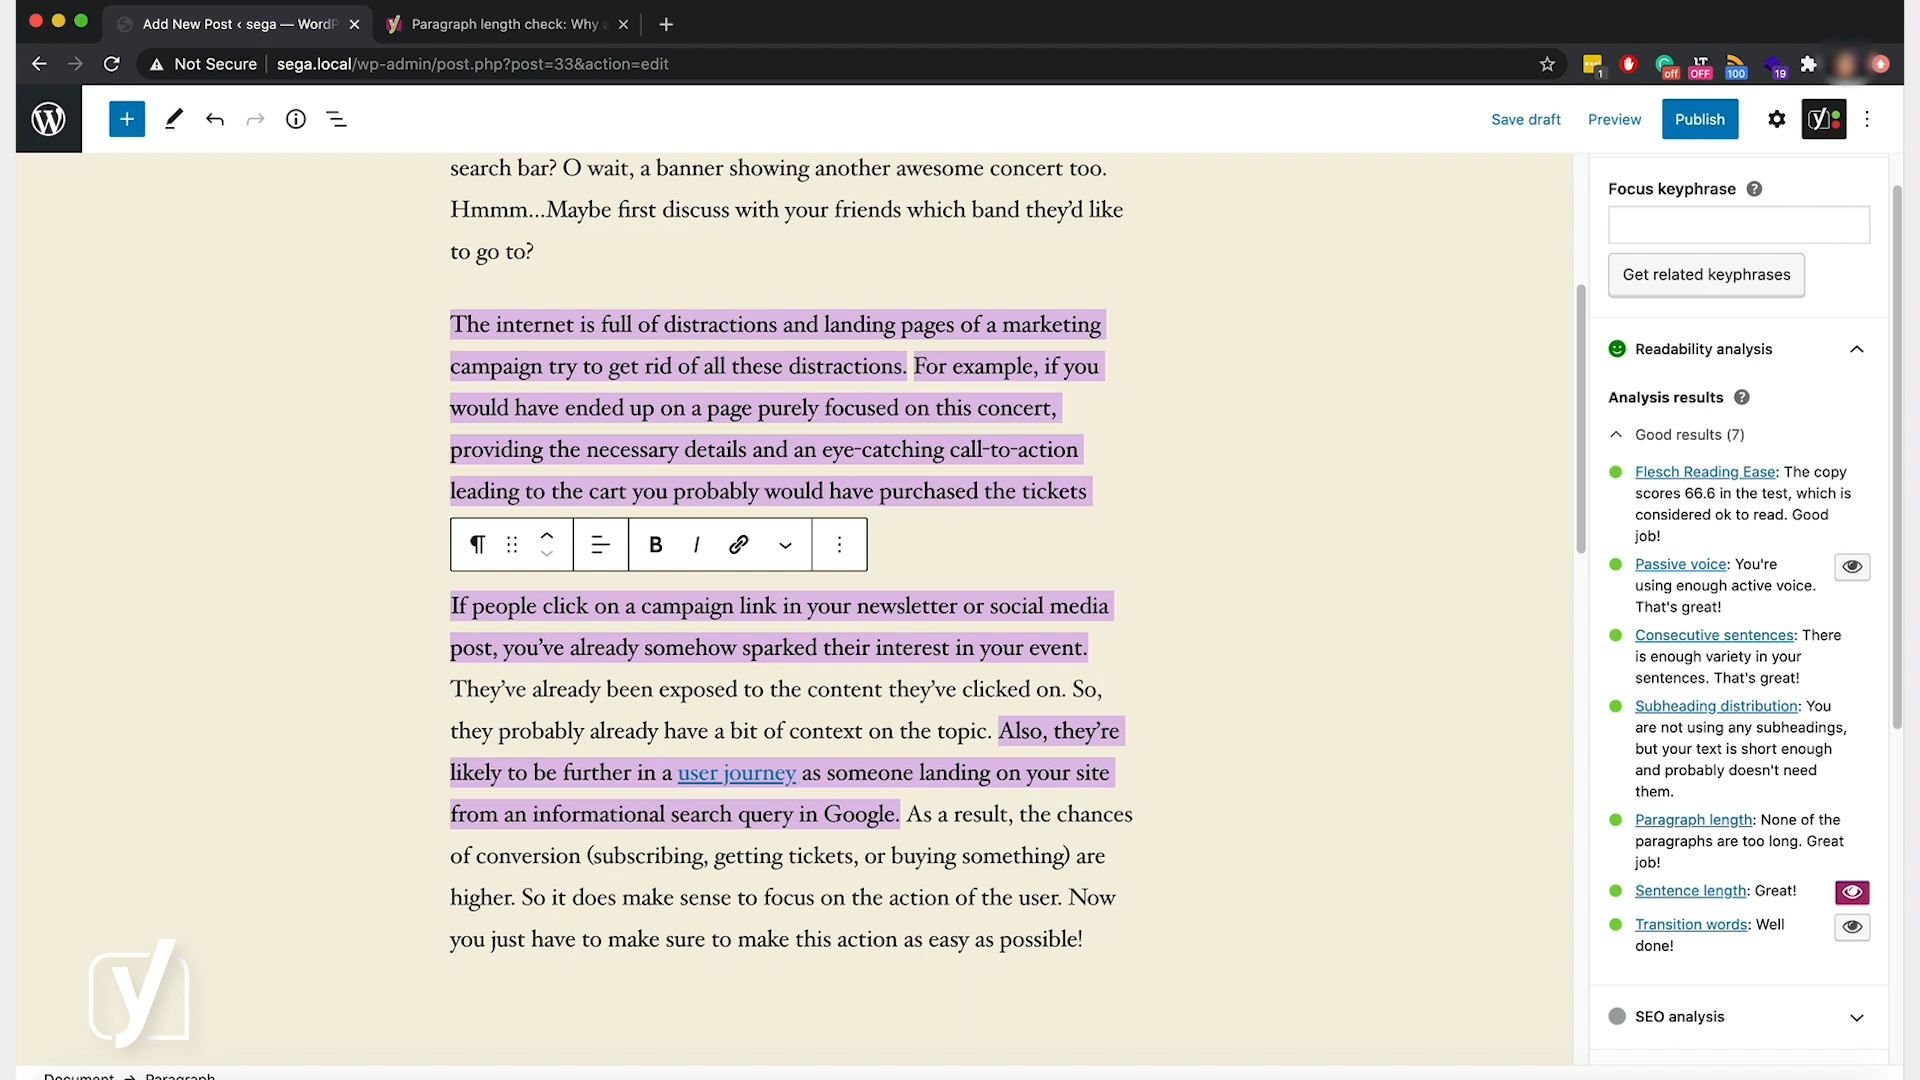 Add New Post ‹ sega — WordP
Paragraph length check: Why a
Not Secure
sega.local/wp-admin/post.php?post=33&action=edit
1
off
LT
OFF
100
19
Save draft
Preview
Publish
search bar? O wait, a banner showing another awesome concert too.
Hmmm...Maybe first discuss with your friends which band they’d like
to go to?
The internet is full of distractions and landing pages of a marketing
campaign try to get rid of all these distractions. For example, if you
would have ended up on a page purely focused on this concert,
providing the necessary details and an eye-catching call-to-action
leading to the cart you probably would have purchased the tickets
B I
If people click on a campaign link in your newsletter or social media
post, you’ve already somehow sparked their interest in your event.
They’ve already been exposed to the content they’ve clicked on. So,
they probably already have a bit of context on the topic. Also, they’re
likely to be further in a user journey as someone landing on your site
from an informational search query in Google. As a result, the chances
of conversion (subscribing, getting tickets, or buying something) are
higher. So it does make sense to focus on the action of the user. Now
you just have to make sure to make this action as easy as possible!
Focus keyphrase
Get related keyphrases
Readability analysis
Analysis results
Good results (7)
Flesch Reading Ease: The copy
scores 66.6 in the test, which is
considered ok to read. Good
job!
Passive voice: You're
using enough active voice.
That's great!
Consecutive sentences: There
is enough variety in your
sentences. That's great!
Subheading distribution: You
are not using any subheadings,
but your text is short enough
and probably doesn't need
them.
Paragraph length: None of the
paragraphs are too long. Great
job!
Sentence length: Great!
Transition words: Well
done!
SEO analysis
y
Document → Paragraph